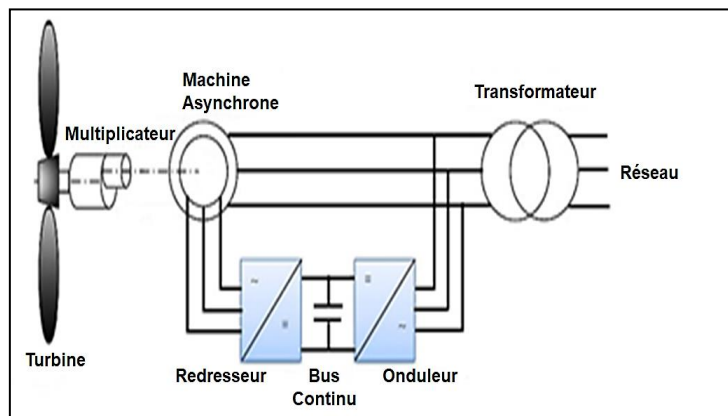 Machine
Asynchrone
Transformateur
Multiplicateur
Réseau
Turbine
Redresseur
Bus
Continu
Onduleur